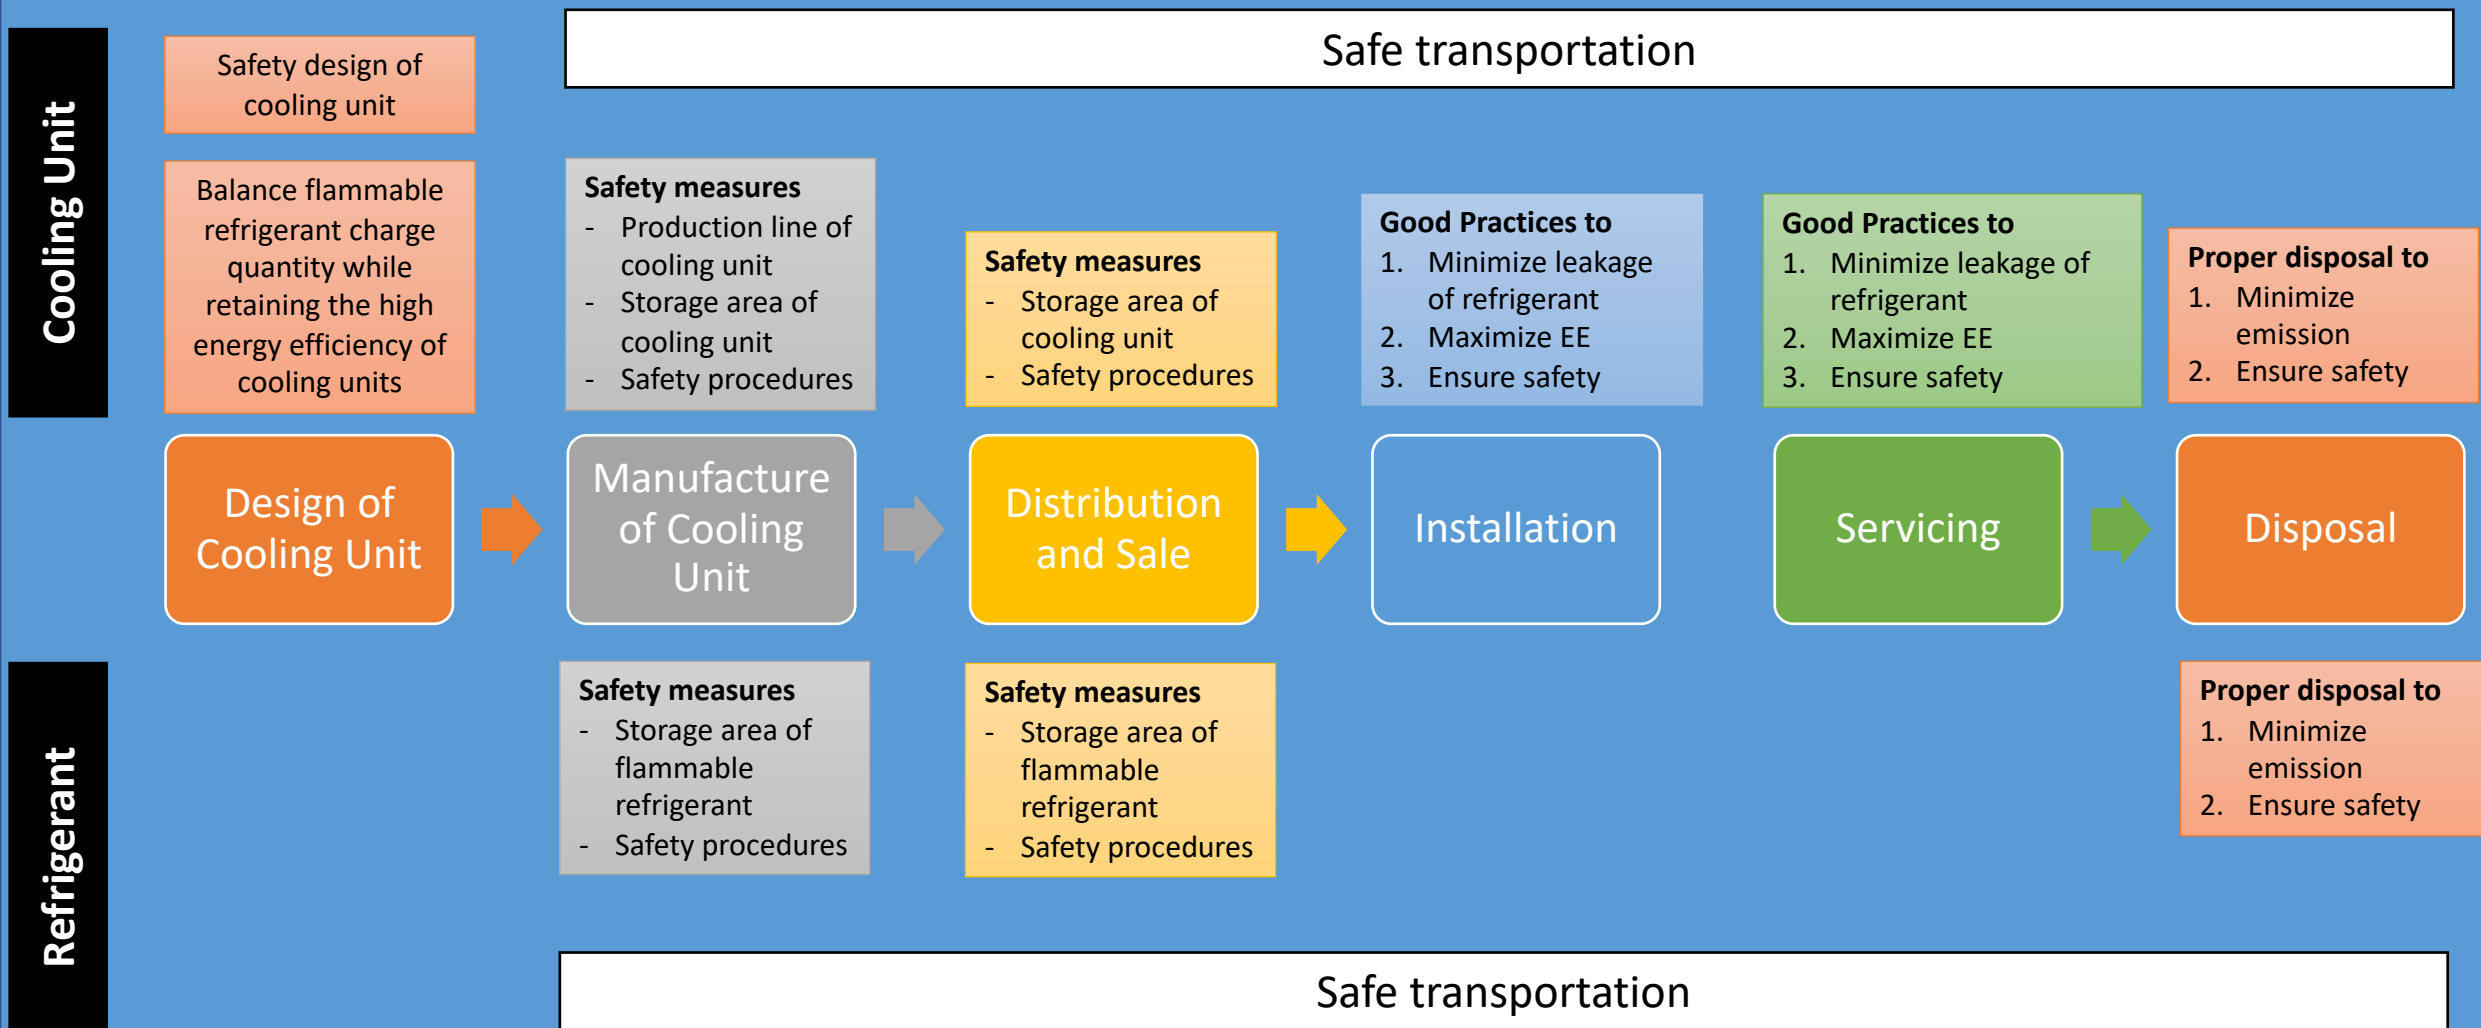 Cooling Unit
Safe transportation
Safety design of
cooling unit
Balance flammable
refrigerant charge
quantity while
retaining the high
energy efficiency of
cooling units
Safety measures
- Production line of
cooling unit
- Storage area of
cooling unit
- Safety procedures
Safety measures
- Storage area of
cooling unit
- Safety procedures
Good Practices to
1. Minimize leakage
of refrigerant
2. Maximize EE
3. Ensure safety
Good Practices to
1. Minimize leakage of
refrigerant
2. Maximize EE
3. Ensure safety
Proper disposal to
1. Minimize
emission
2. Ensure safety
Design of
Cooling Unit
Manufacture
of Cooling
Unit
Distribution
and Sale
Installation
Servicing
Disposal
Refrigerant
Safety measures
- Storage area of
flammable
refrigerant
- Safety procedures
Safety measures
- Storage area of
flammable
refrigerant
- Safety procedures
Proper disposal to
1. Minimize
emission
2. Ensure safety
Safe transportation